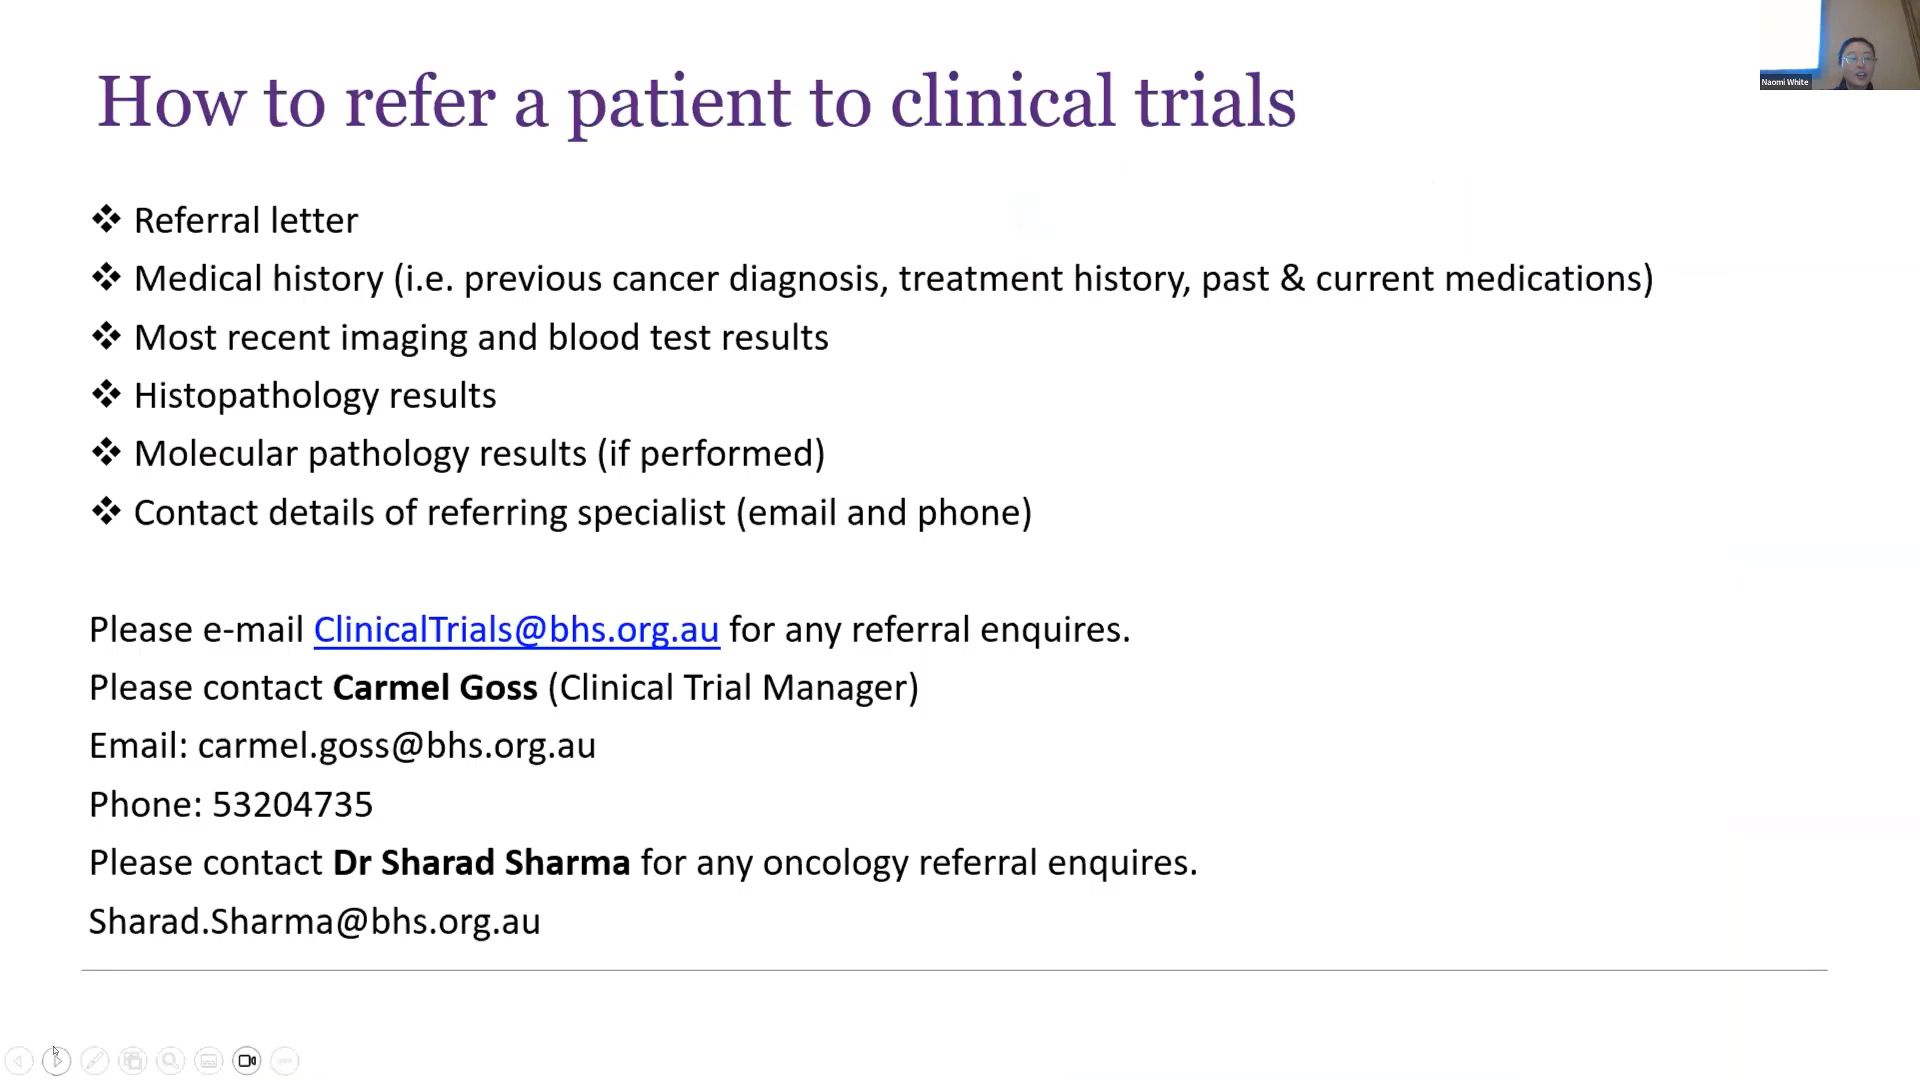 How to refer a patient to clinical trials
Naomi White
❖ Referral letter
❖ Medical history (i.e. previous cancer diagnosis, treatment history, past & current medications)
❖ Most recent imaging and blood test results
❖ Histopathology results
❖ Molecular pathology results (if performed)
❖ Contact details of referring specialist (email and phone)
Please e-mail ClinicalTrials@bhs.org.au for any referral enquires.
Please contact Carmel Goss (Clinical Trial Manager)
Email: carmel.goss@bhs.org.au
Phone: 53204735
Please contact Dr Sharad Sharma for any oncology referral enquires.
Sharad.Sharma@bhs.org.au